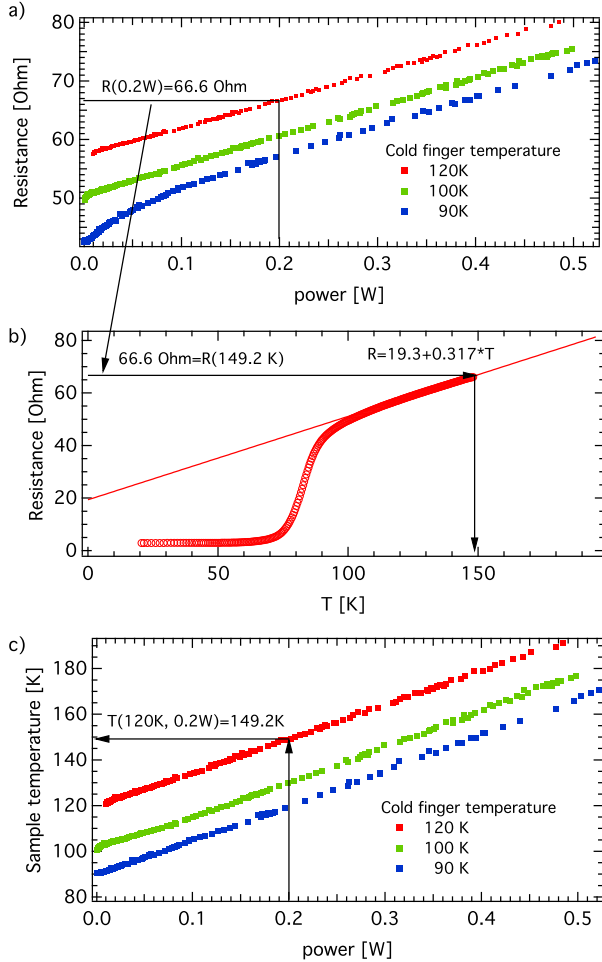 a)
80
70
60
50
Resistance [Ohm]
R(0.2W)=66.6 Ohm
Cold finger temperature
120K
100K
90K
0.0 0.1 0.2 0.3 0.4 0.5
power [W]
b)
80
60
40
20
0
Resistance [Ohm]
66.6 Ohm=R(149.2 K)
R=19.3+0.317*T
0 50 100 150
T [K]
c)
180
160
140
120
100
80
Sample temperature [K]
T(120K, 0.2W)=149.2K
Cold finger temperature
120 K
100 K
90 K
0.0 0.1 0.2 0.3 0.4 0.5
power [W]